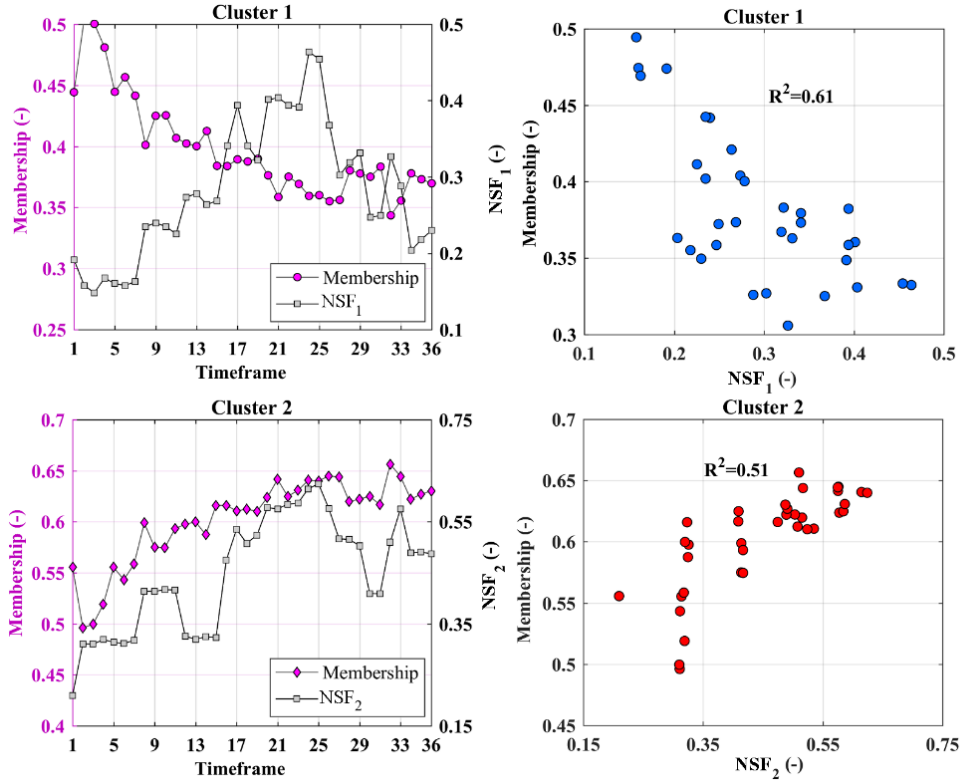 Cluster 1
0.5
0.45
0.4
0.35
0.3
0.25
Membership (-)
0.5
0.4
0.3
0.2
0.1
NSF1 (-)
Membership
NSF1
1 5 9 13 17 21 25 29 33 36
Timeframe
Cluster 1
0.5
0.45
0.4
0.35
0.3
Membership (-)
R2=0.61
0.1 0.2 0.3 0.4 0.5
NSF1 (-)
Cluster 2
0.7
0.65
0.6
0.55
0.5
0.45
0.4
Membership (-)
0.75
0.55
0.35
0.15
NSF2 (-)
Membership
NSF2
1 5 9 13 17 21 25 29 33 36
Timeframe
Cluster 2
0.7
0.65
0.6
0.55
0.5
0.45
Membership (-)
R2=0.51
0.15 0.35 0.55 0.75
NSF2 (-)